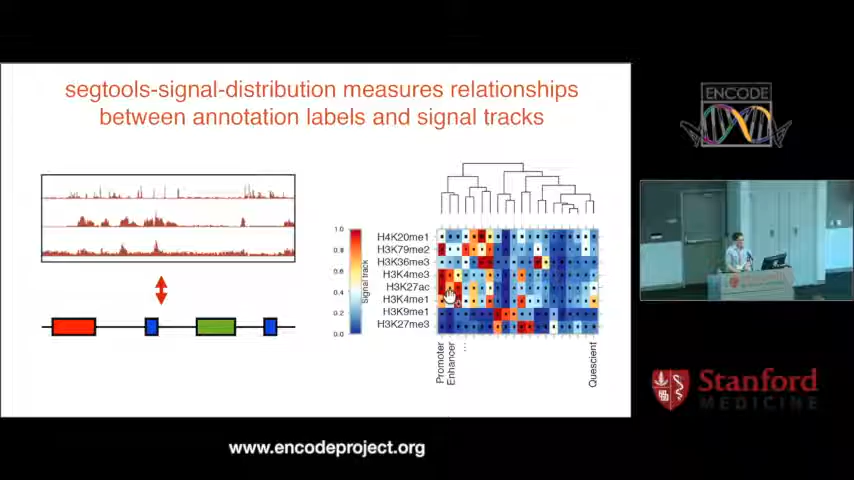 segtools-signal-distribution measures relationships
between annotation labels and signal tracks
ENCODE
1.0
0.8
0.6
0.4
0.2
0.0
Signal track
H4K20me1
H3K79me2
H3K36me3
H3K4me3
H3K27ac
H3K4me1
H3K9me1
H3K27me3
Promoter
Enhancer
...
Quescient
Stanford
MEDICINE
www.encodeproject.org